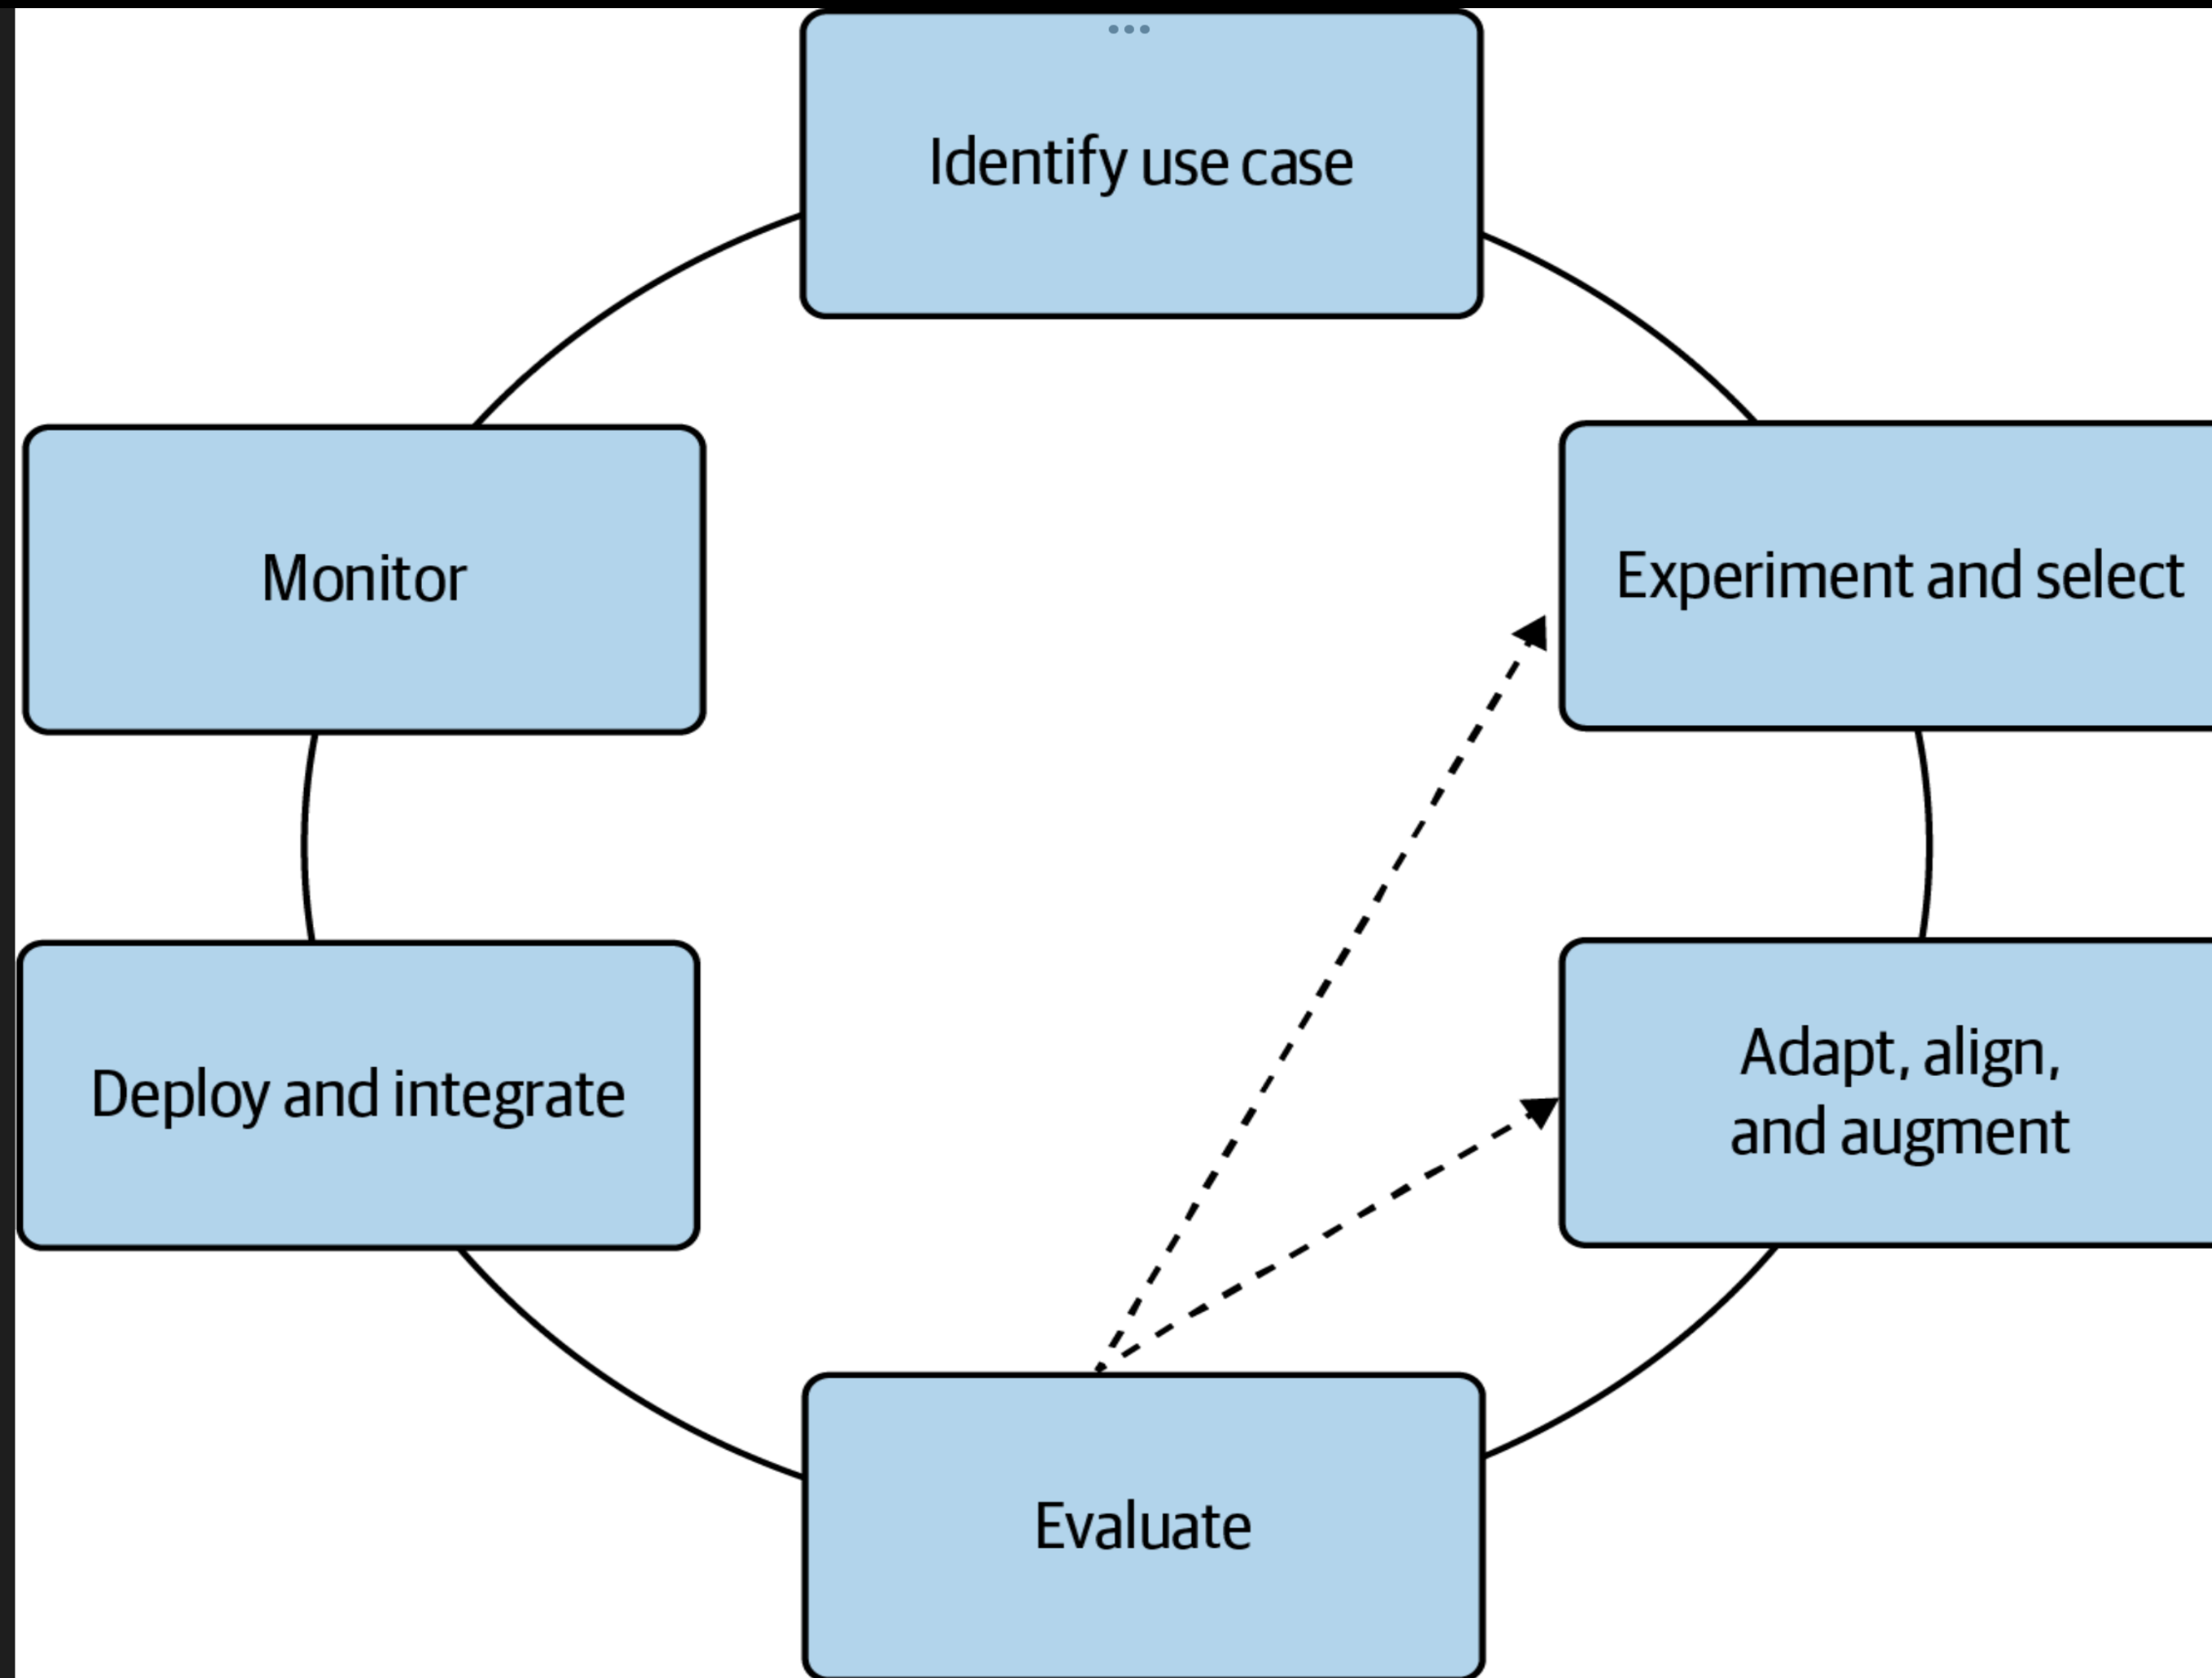 Identify use case
Monitor
Experiment and select
Deploy and integrate
Adapt, align,
and augment
Evaluate